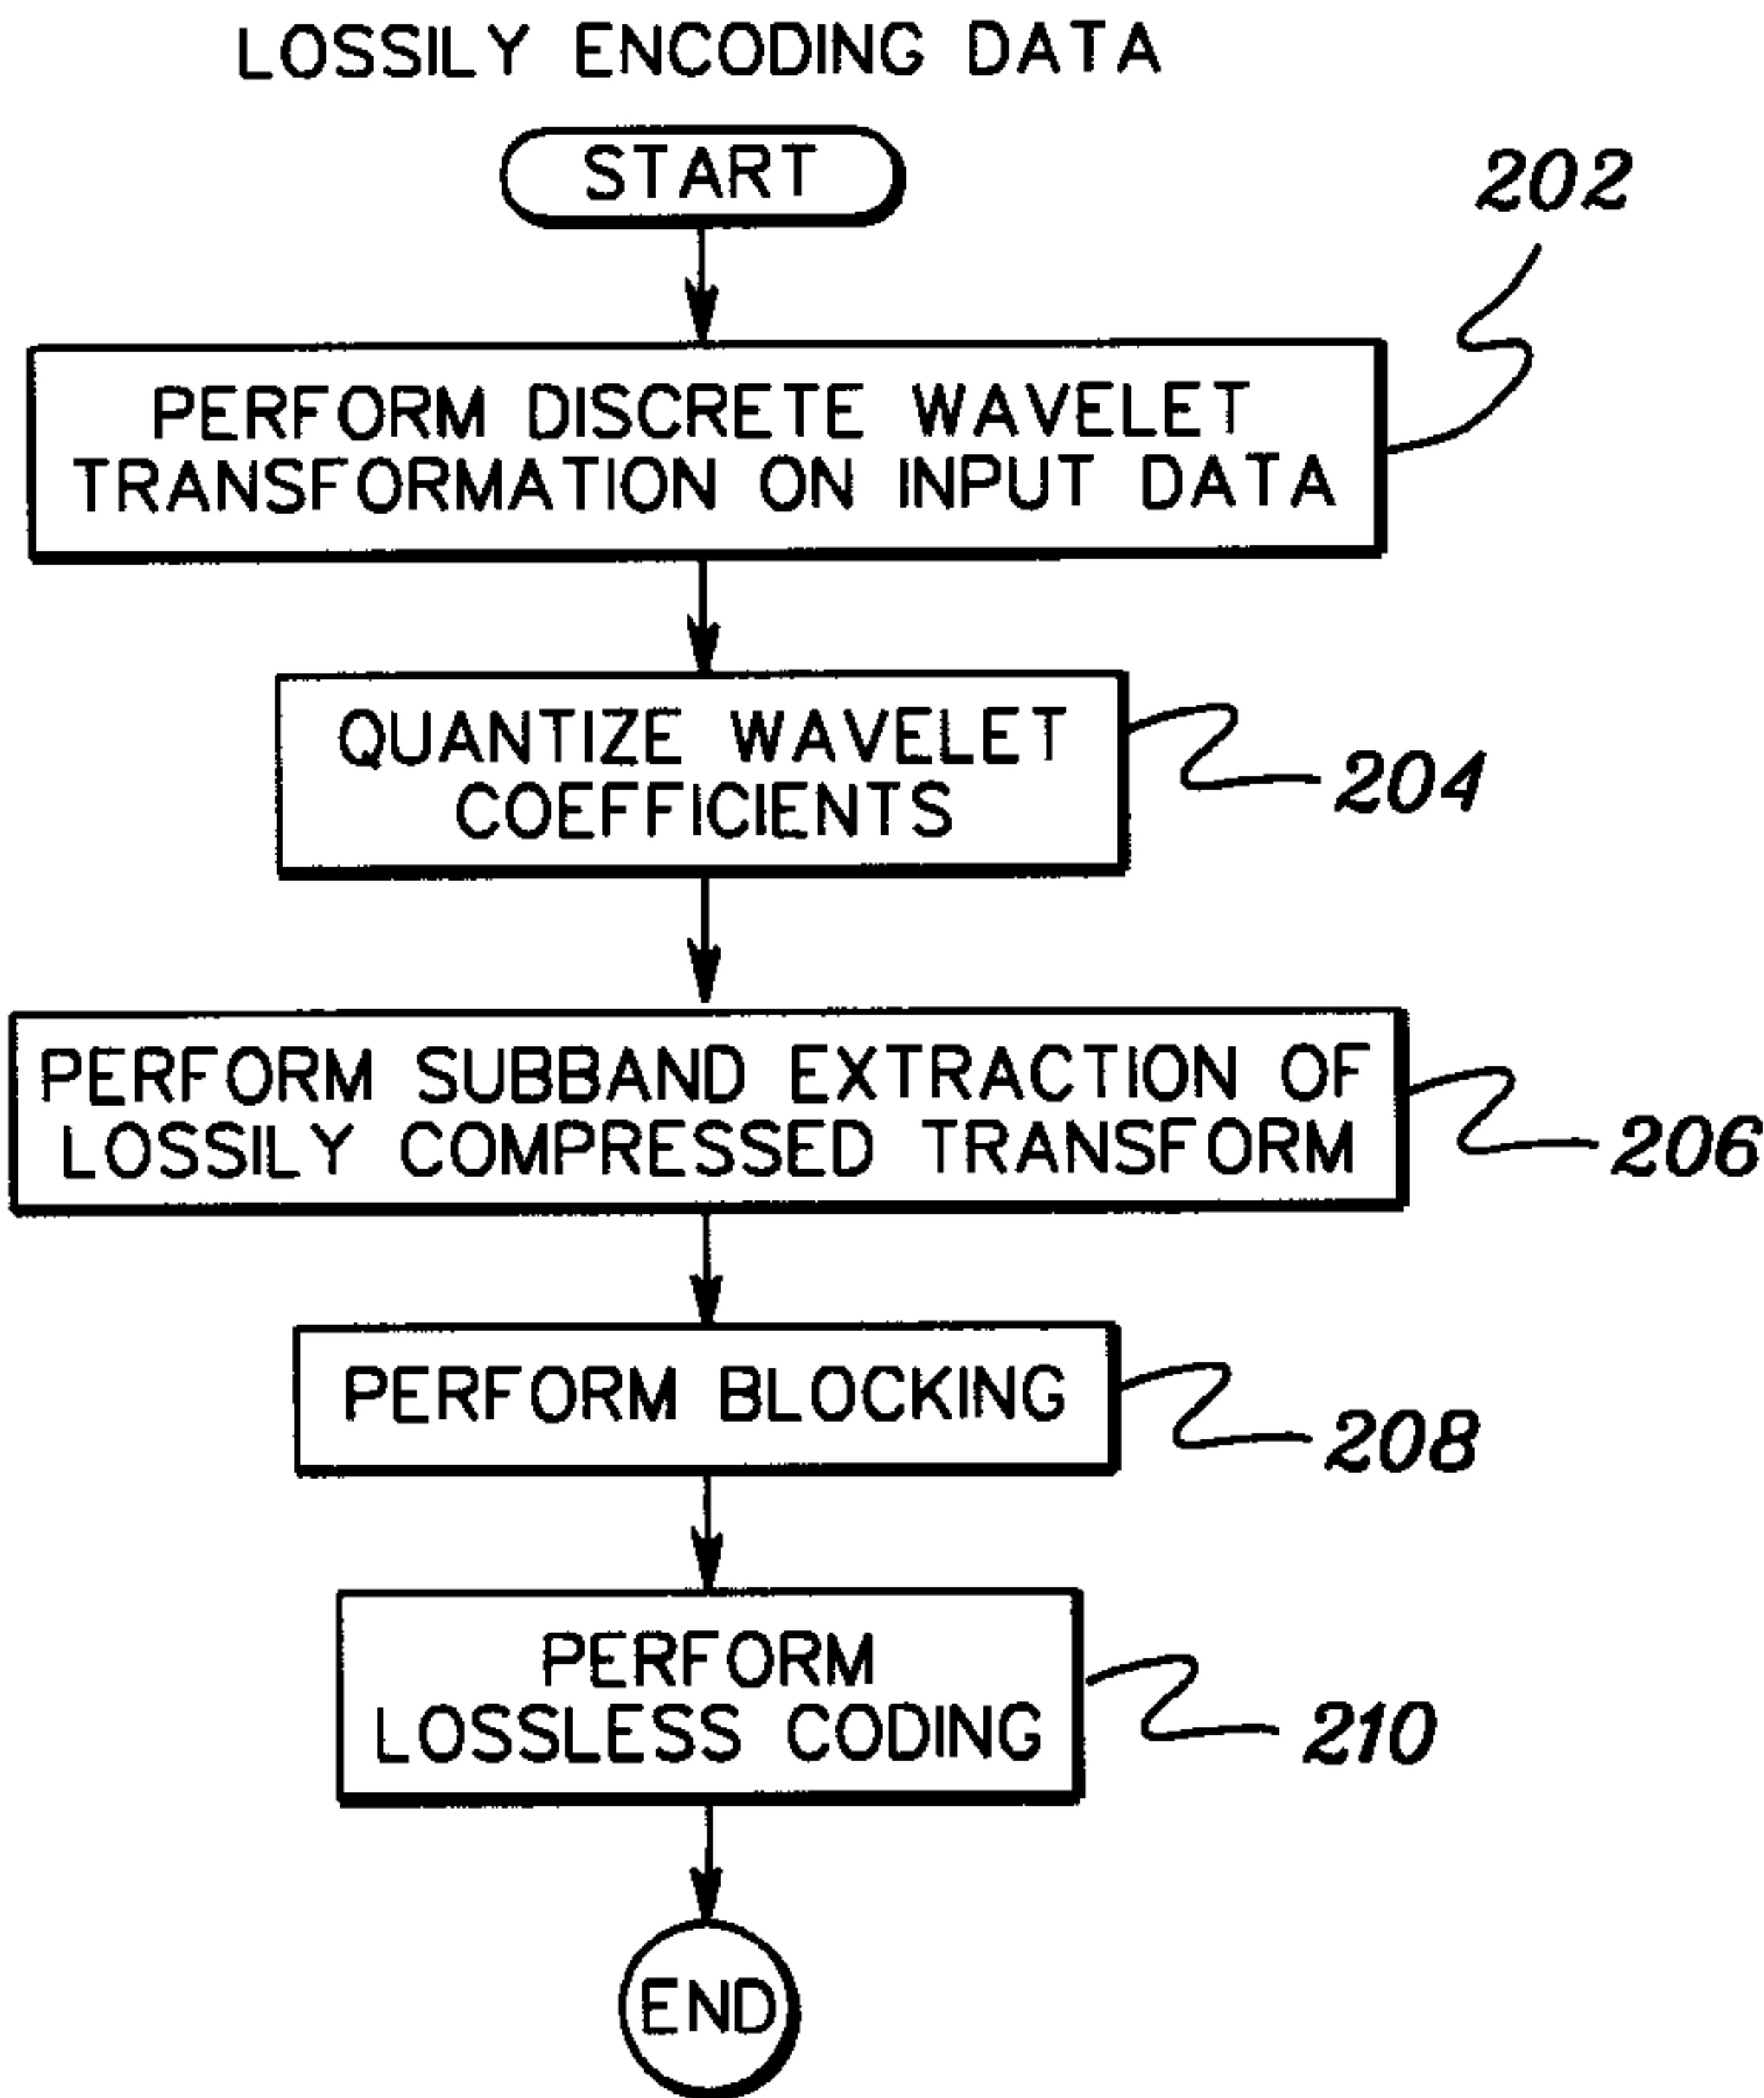 LOSSILY ENCODING DATA
START
202
PERFORM DISCRETE WAVELET
TRANSFORMATION ON INPUT DATA
QUANTIZE WAVELET
COEFFICIENTS
204
PERFORM SUBBAND EXTRACTION OF
LOSSILY COMPRESSED TRANSFORM
206
PERFORM BLOCKING
208
PERFORM
LOSSLESS CODING
210
END